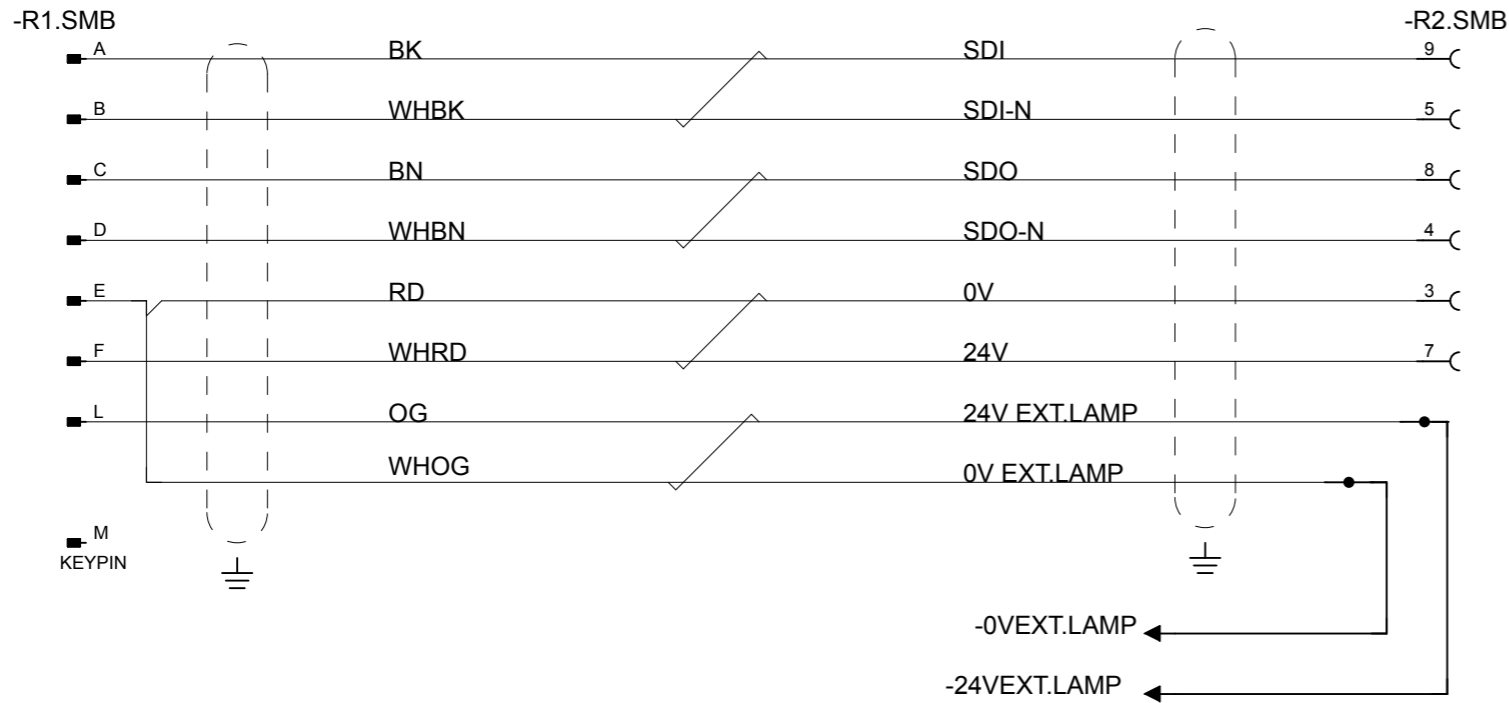 -R1.SMB -R2.SMB
A BK SDI 9
B WHBK SDI-N 5
C BN SDO 8
D WHBN SDO-N 4
E RD 0V 3
F WHRD 24V 7
L OG 24V EXT.LAMP
WHOG 0V EXT.LAMP
M
KEYPIN
-0VEXT.LAMP
-24VEXT.LAMP